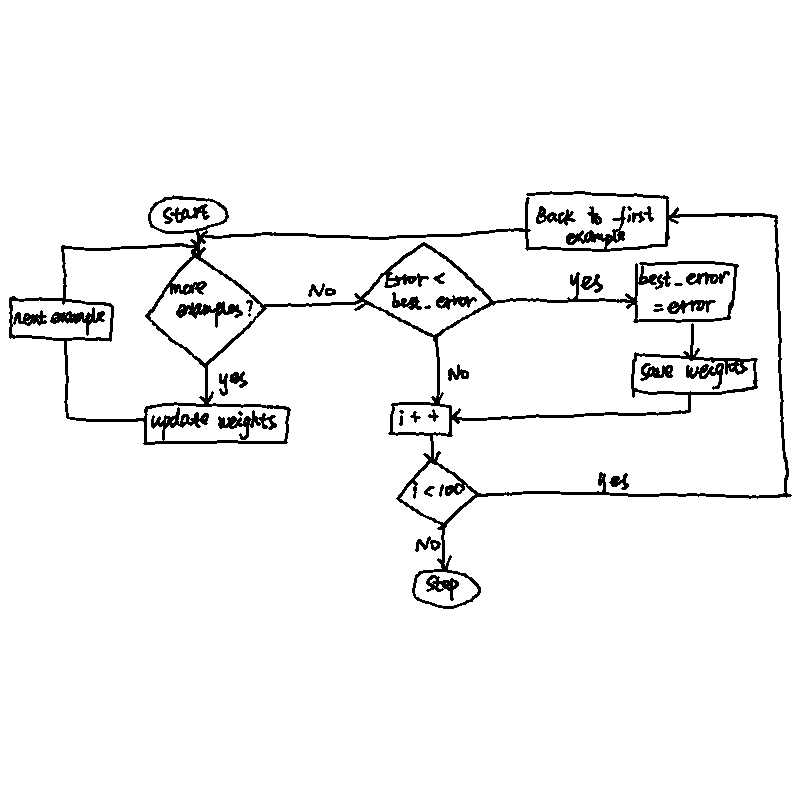 Start
Back to first
example
more
examples?
No
Error <
best_error
yes
best_error
= error
next example
yes
No
save weights
update weights
i + +
i < 100
yes
No
Stop